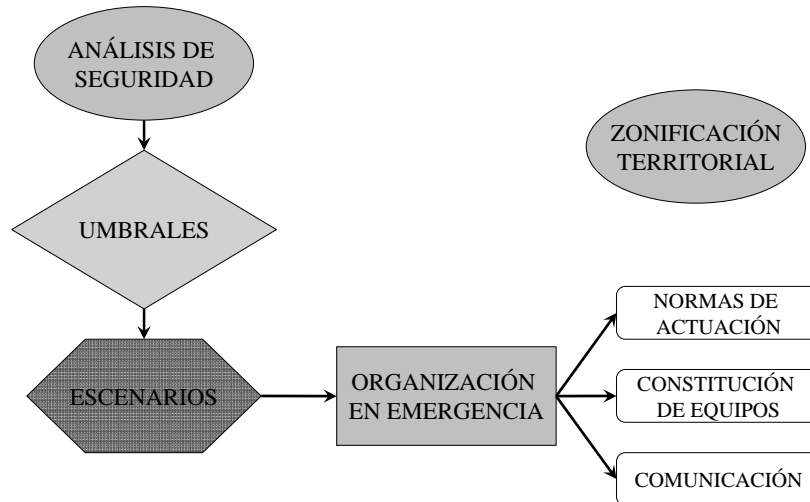 ANÁLISIS DE
SEGURIDAD
ZONIFICACIÓN
TERRITORIAL
UMBRALES
NORMAS DE
ACTUACIÓN
ESCENARIOS
ORGANIZACIÓN
EN EMERGENCIA
CONSTITUCIÓN
DE EQUIPOS
COMUNICACIÓN